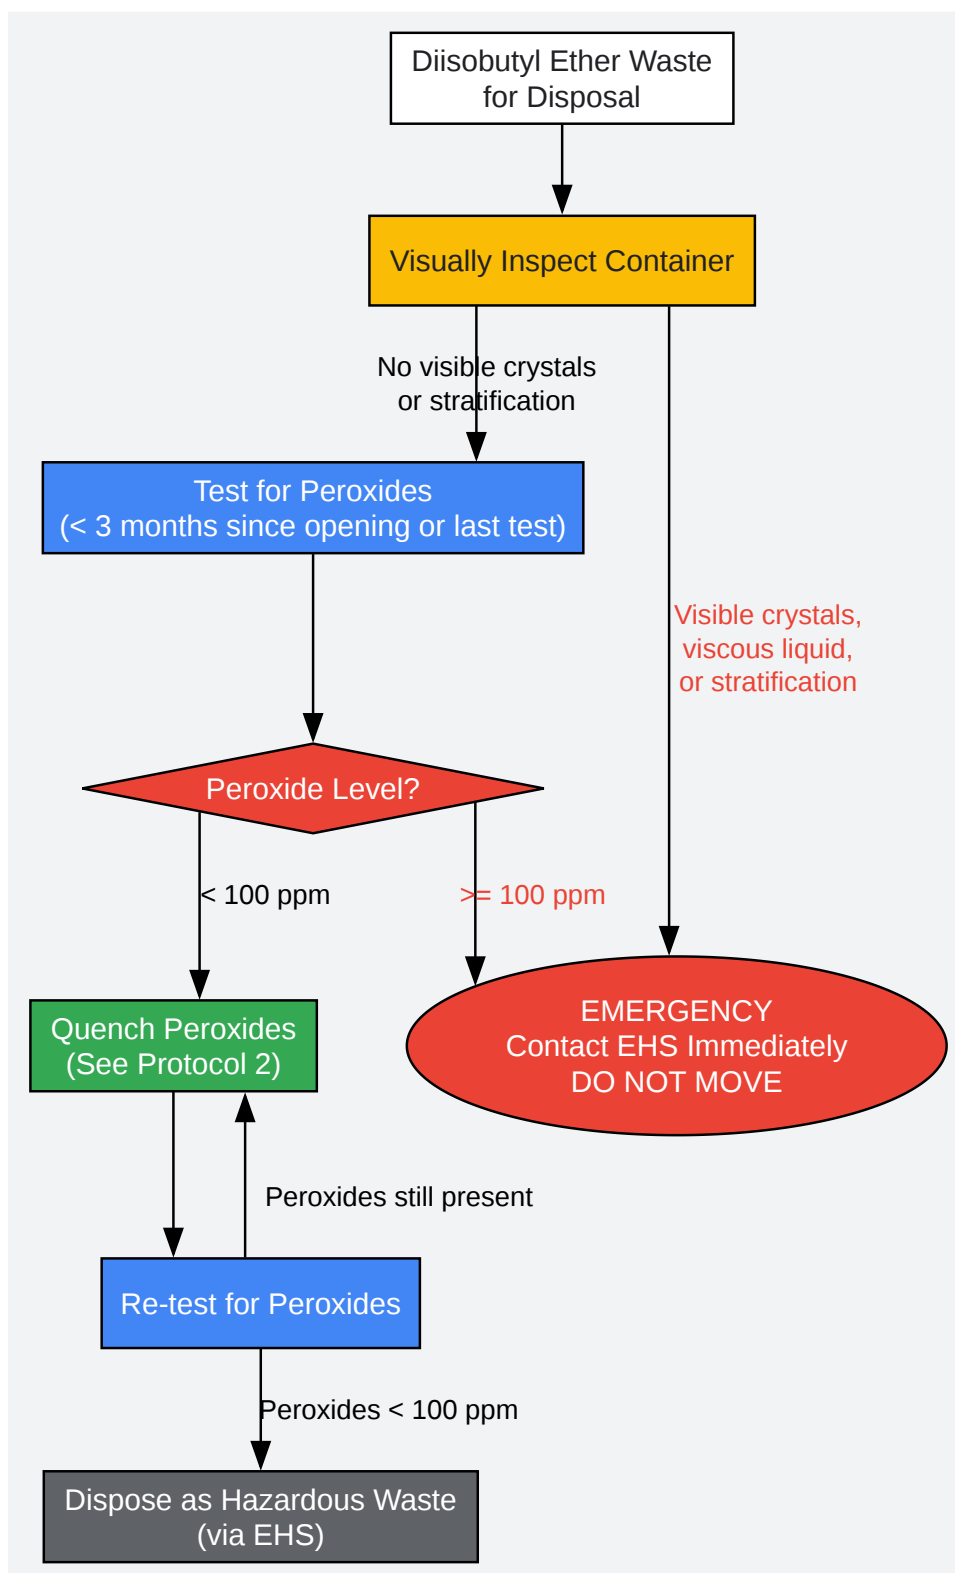 Diisobutyl Ether Waste
for Disposal
Visually Inspect Container
No visible crystals
or stratification
Test for Peroxides
(< 3 months since opening or last test)
Visible crystals,
viscous liquid,
or stratification
Peroxide Level?
< 100 ppm
>= 100 ppm
Quench Peroxides
(See Protocol 2)
EMERGENCY
Contact EHS Immediately
DO NOT MOVE
Peroxides still present
Re-test for Peroxides
Peroxides < 100 ppm
Dispose as Hazardous Waste
(via EHS)